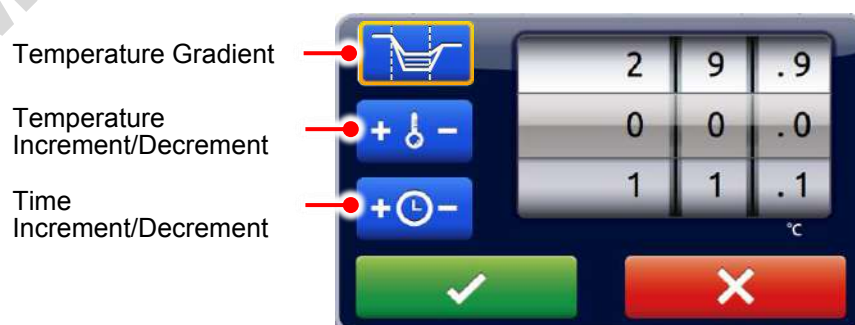 Temperature Gradient
Temperature
Increment/Decrement
Time
Increment/Decrement
+ −
+ −
2 9 .9
0 0 .0
1 1 .1
°C